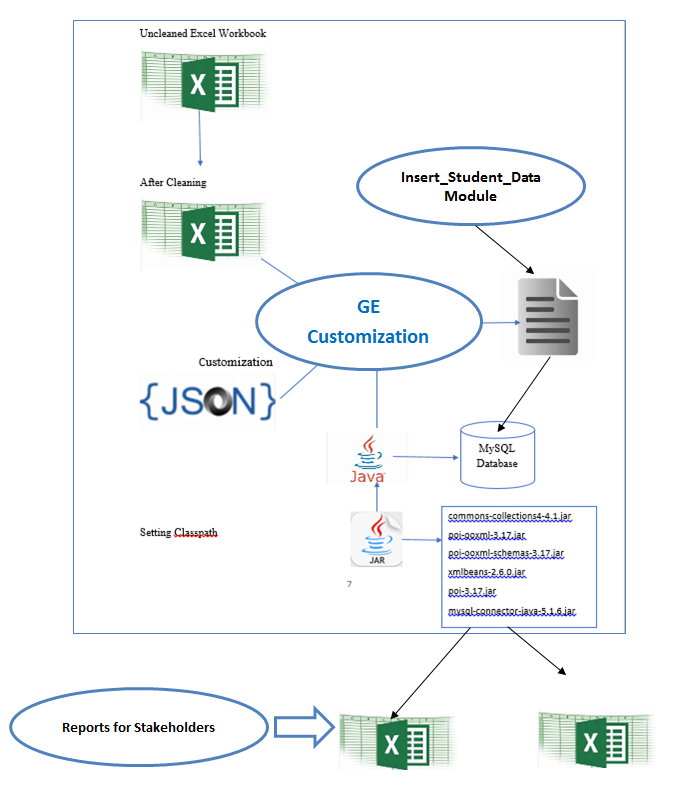 Uncleaned Excel Workbook
X
After Cleaning
X
Insert_Student_Data
Module
GE
Customization
Customization
{JSON}
Java
MySQL
Database
Setting Classpath
JAR
commons-collections4-4.1.jar
poi-ooxml-3.17.jar
poi-ooxml-schemas-3.17.jar
xmlbeans-2.6.0.jar
poi-3.17.jar
mysql-connector-java-5.1.6.jar
7
Reports for Stakeholders
X
X